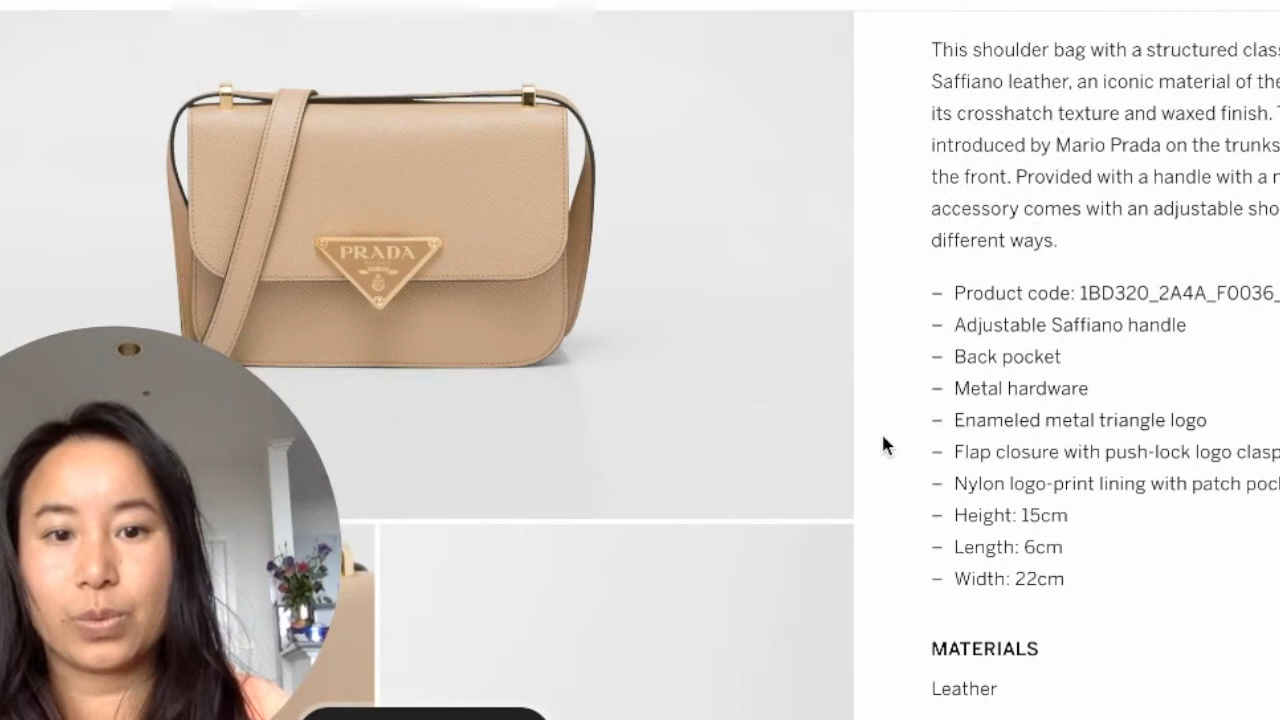 PRADA
This shoulder bag with a structured clas
Saffiano leather, an iconic material of the
its crosshatch texture and waxed finish.
introduced by Mario Prada on the trunks
the front. Provided with a handle with a
accessory comes with an adjustable sho
different ways.
– Product code: 1BD320_2A4A_F0036_
– Adjustable Saffiano handle
– Back pocket
– Metal hardware
– Enameled metal triangle logo
– Flap closure with push-lock logo clasp
– Nylon logo-print lining with patch poc
– Height: 15cm
– Length: 6cm
– Width: 22cm
MATERIALS
Leather